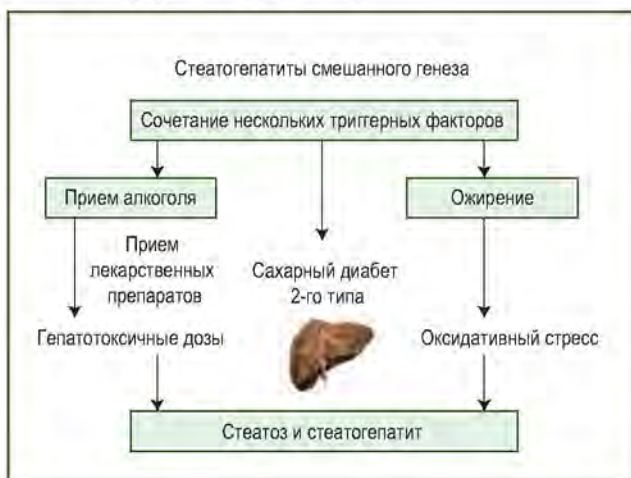 Стеатогепатиты смешанного генеза
Сочетание нескольких триггерных факторов
Прием алкоголя
Ожирение
Прием
лекарственных
препаратов
Сахарный диабет
2-го типа
Гепатотоксичные дозы
Оксидативный стресс
Стеатоз и стеатогепатит